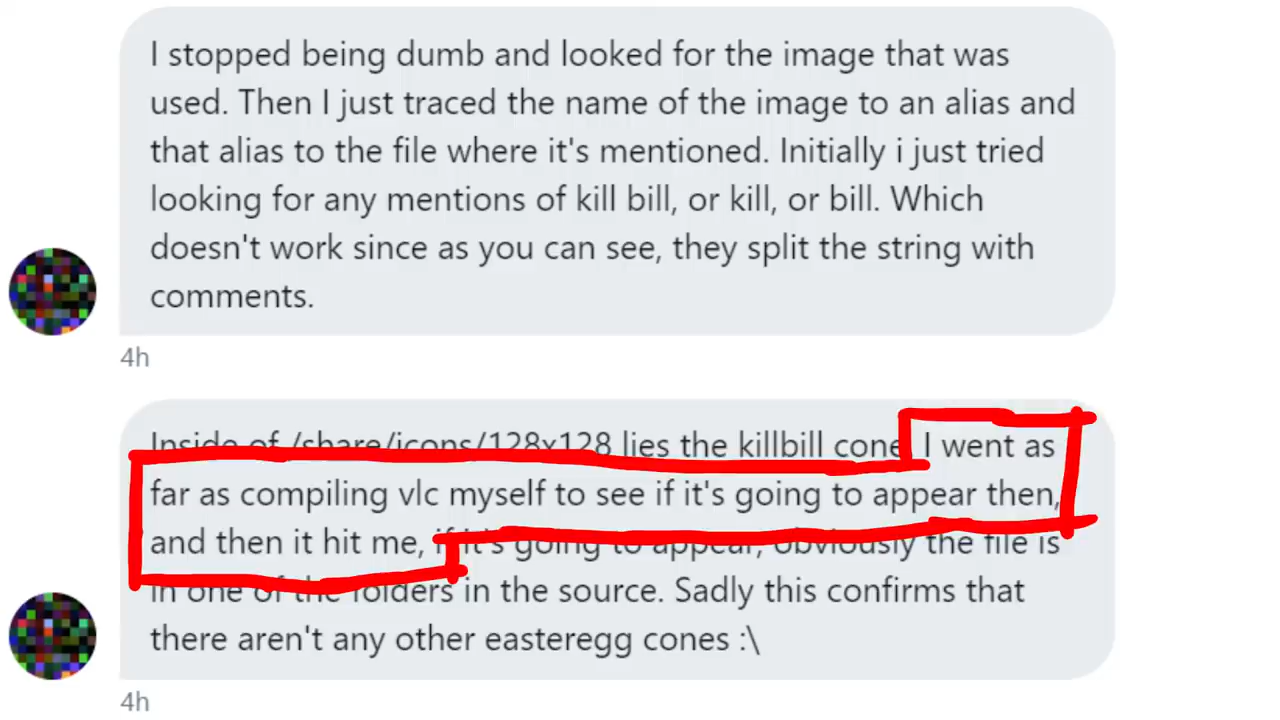 I stopped being dumb and looked for the image that was
used. Then I just traced the name of the image to an alias and
that alias to the file where it's mentioned. Initially i just tried
looking for any mentions of kill bill, or kill, or bill. Which
doesn't work since as you can see, they split the string with
comments.
4h
Inside of /share/icons/128x128 lies the killbill cone. I went as
far as compiling vlc myself to see if it's going to appear then,
and then it hit me, if it's going to appear, obviously the file is
in one of the folders in the source. Sadly this confirms that
there aren't any other easteregg cones :\
4h